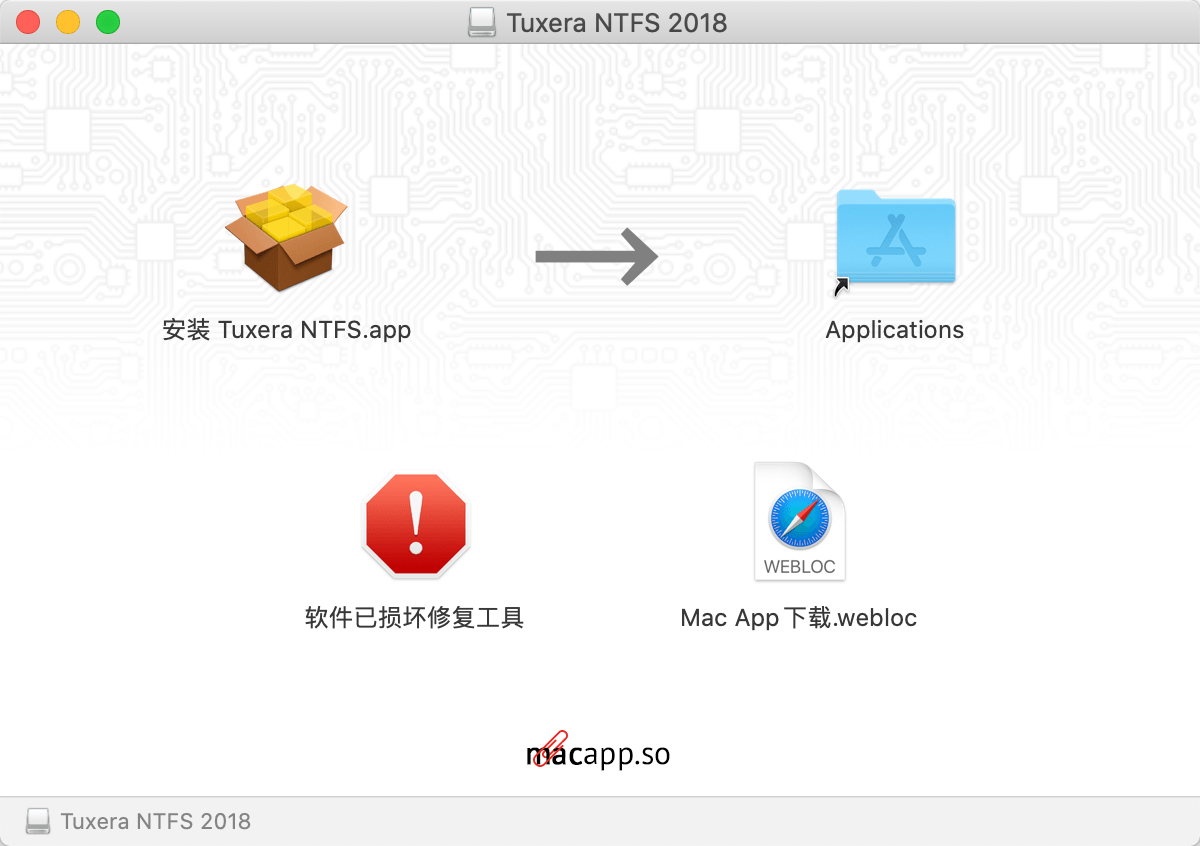 Tuxera NTFS 2018
安装 Tuxera NTFS.app
Applications
WEBLOC
软件已损坏修复工具
Mac App 下载.webloc
macapp.so
Tuxera NTFS 2018